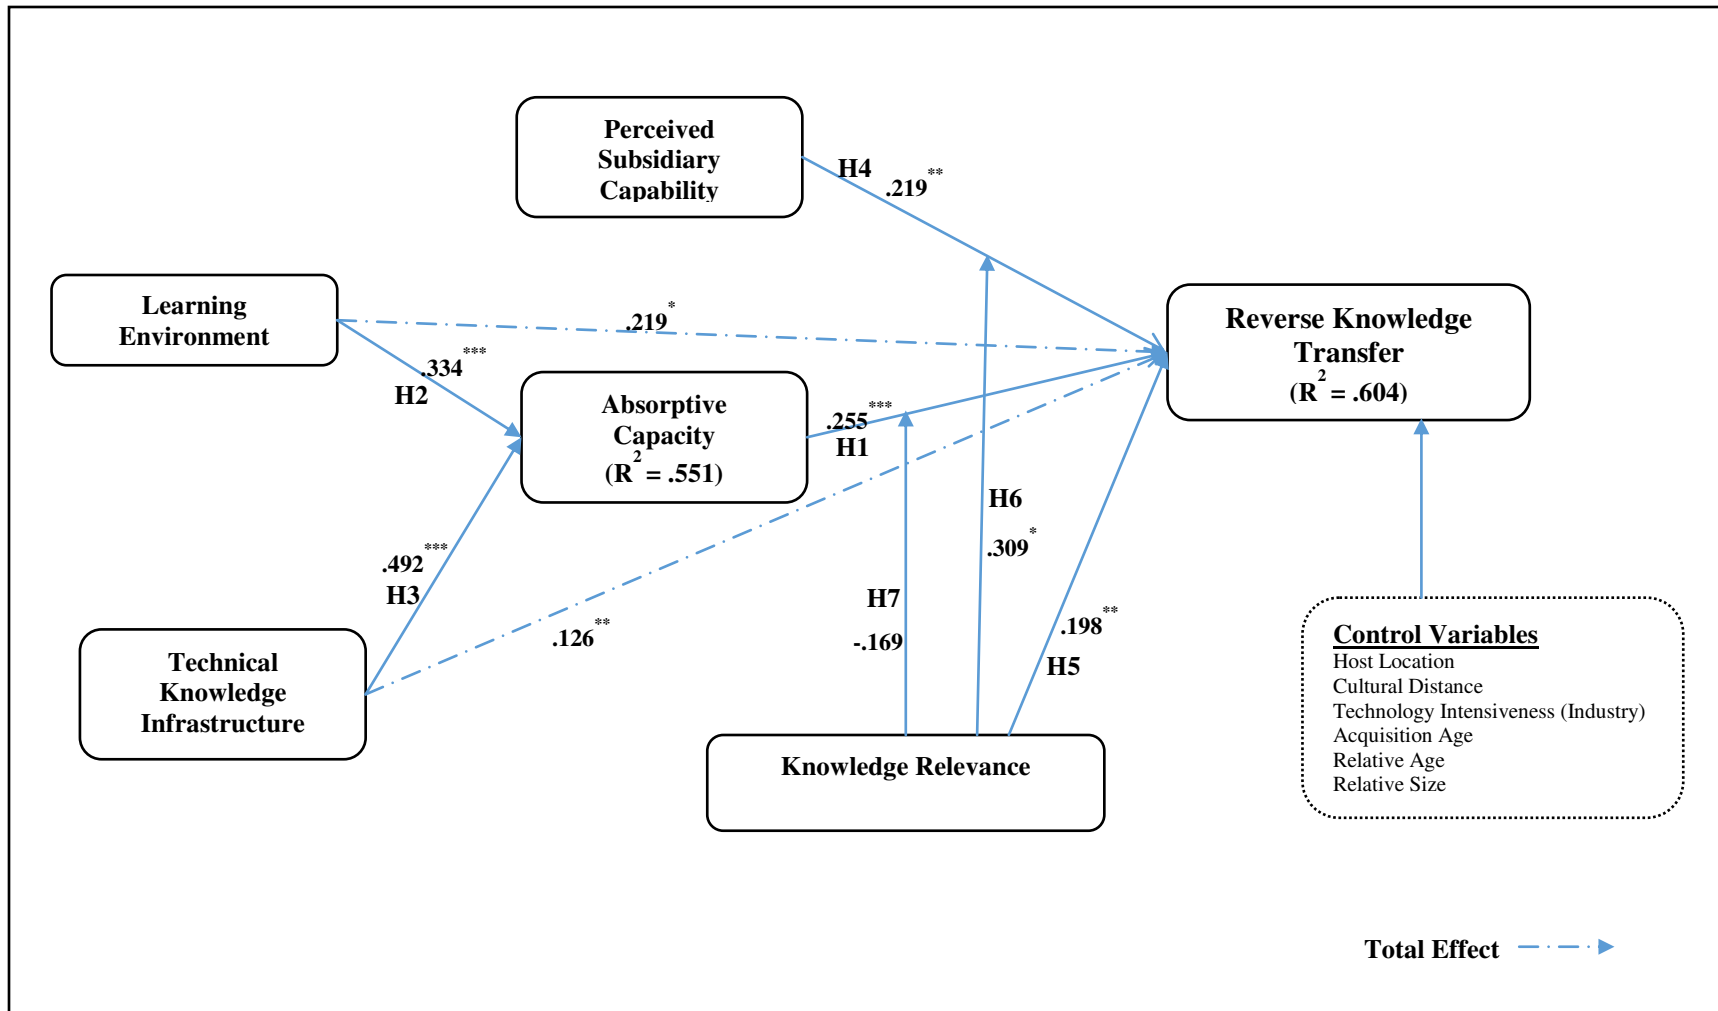 Perceived
Subsidiary
Capability
H4
.219**
Learning
Environment
.219*
Reverse Knowledge
Transfer
(R² = .604)
.334***
H2
Absorptive
Capacity
(R² = .551)
.255***
H1
H6
.309*
.492***
H3
H7
-.169
.198**
H5
.126**
Technical
Knowledge
Infrastructure
Knowledge Relevance
Control Variables
Host Location
Cultural Distance
Technology Intensiveness (Industry)
Acquisition Age
Relative Age
Relative Size
Total Effect